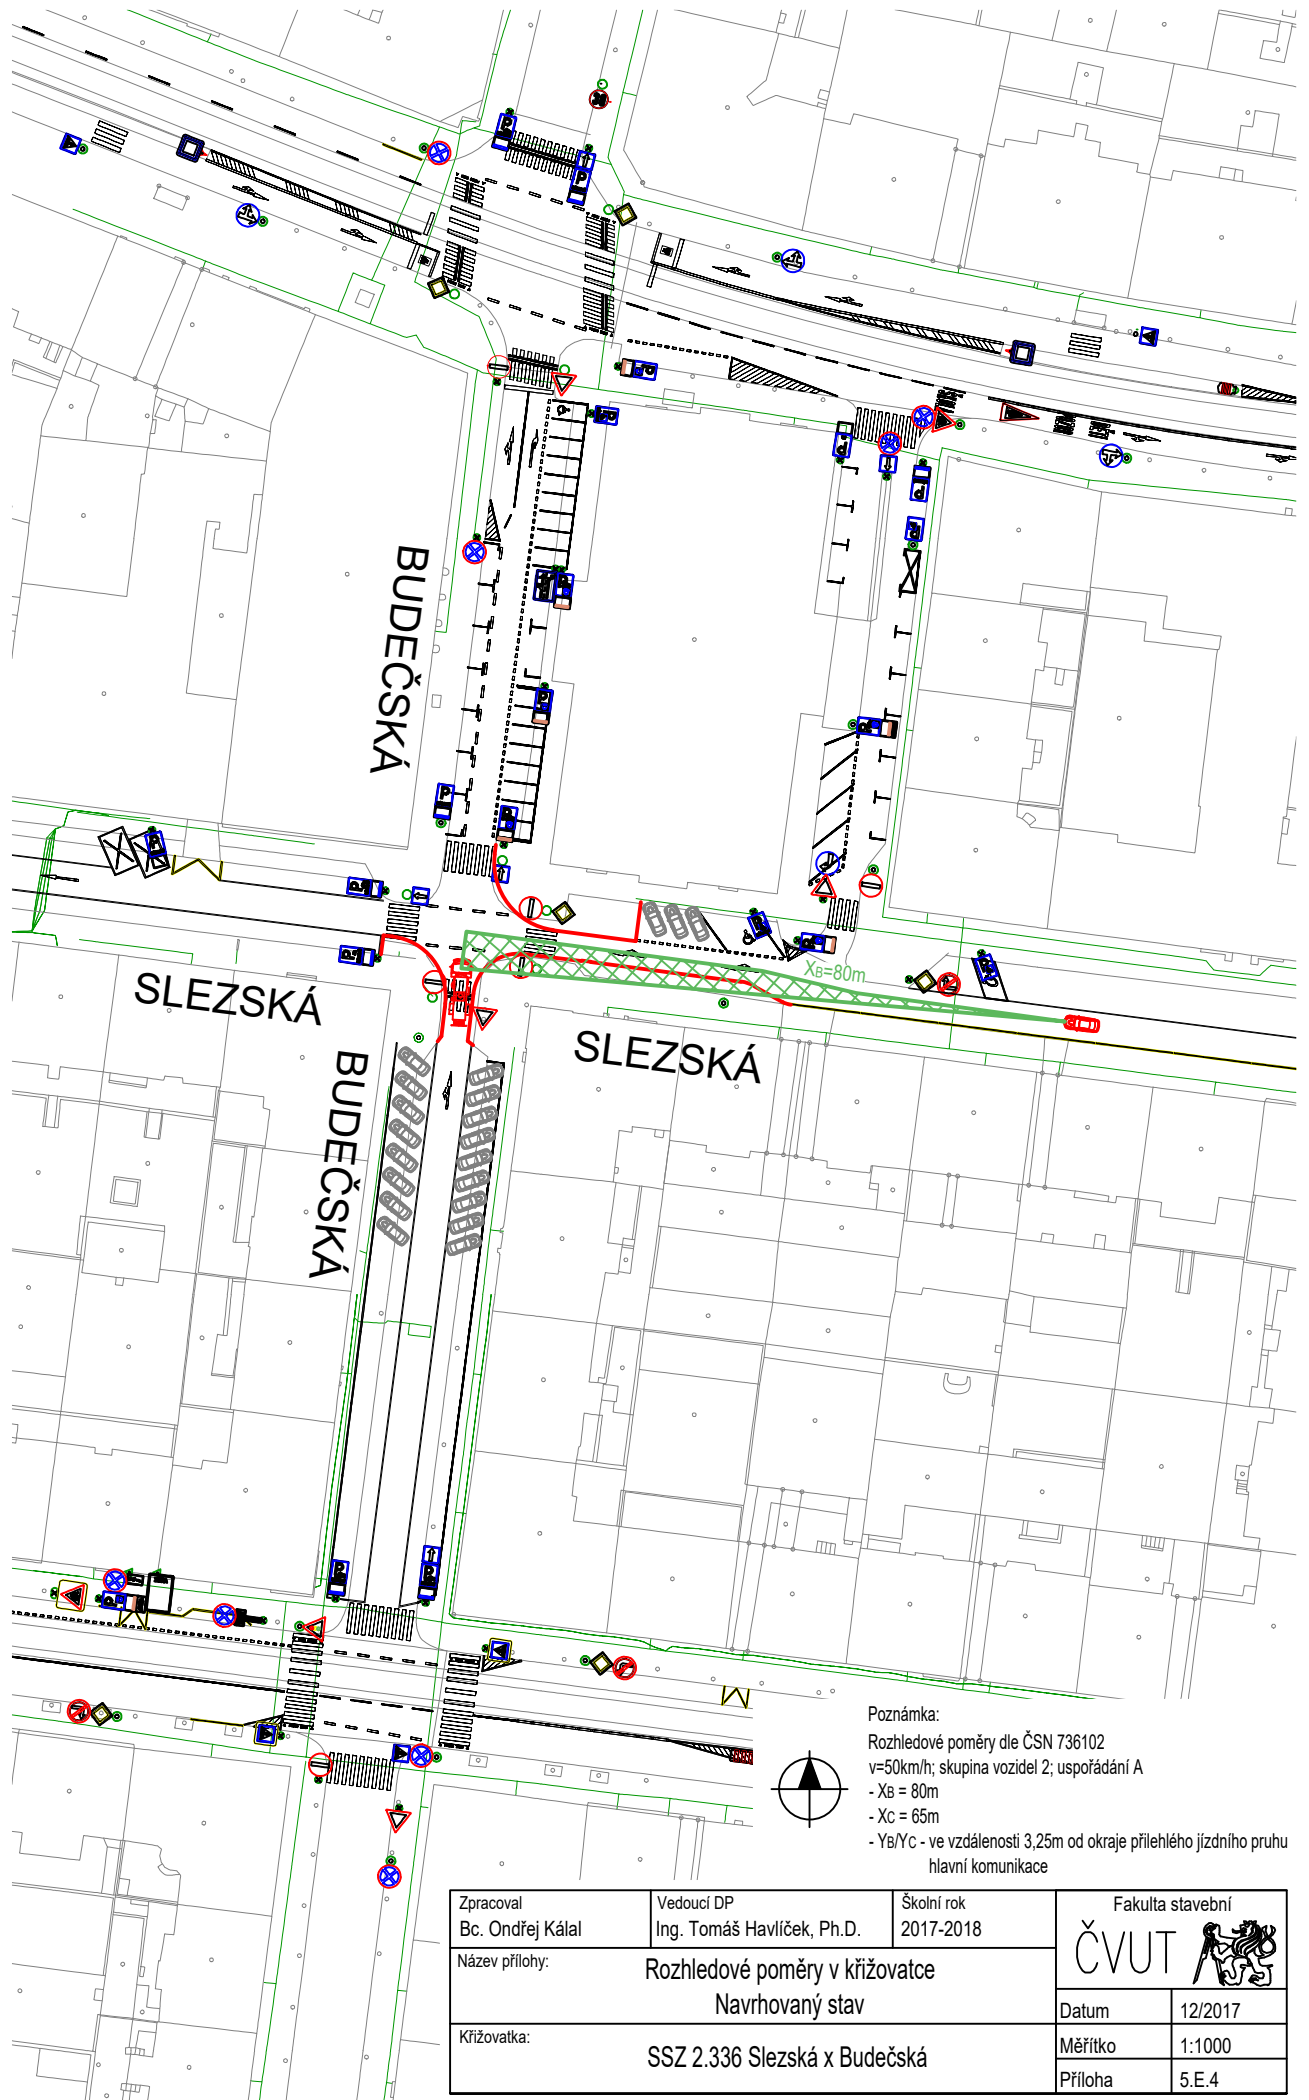 BUDEČSKÁ
SLEZSKÁ
XB=80m
SLEZSKÁ
BUDEČSKÁ
Poznámka:
Rozhledové poměry dle ČSN 736102
v=50km/h; skupina vozidel 2; uspořádání A
- XB = 80m
- XC = 65m
- YB/YC - ve vzdálenosti 3,25m od okraje přilehlého jízdního pruhu
hlavní komunikace
Zpracoval
Bc. Ondřej Kálal
Vedoucí DP
Ing. Tomáš Havlíček, Ph.D.
Školní rok
2017-2018
Fakulta stavební
ČVUT
Název přílohy:
Rozhledové poměry v křižovatce
Navrhovaný stav
Datum
12/2017
Křižovatka:
SSZ 2.336 Slezská x Budečská
Měřítko
1:1000
Příloha
5.E.4